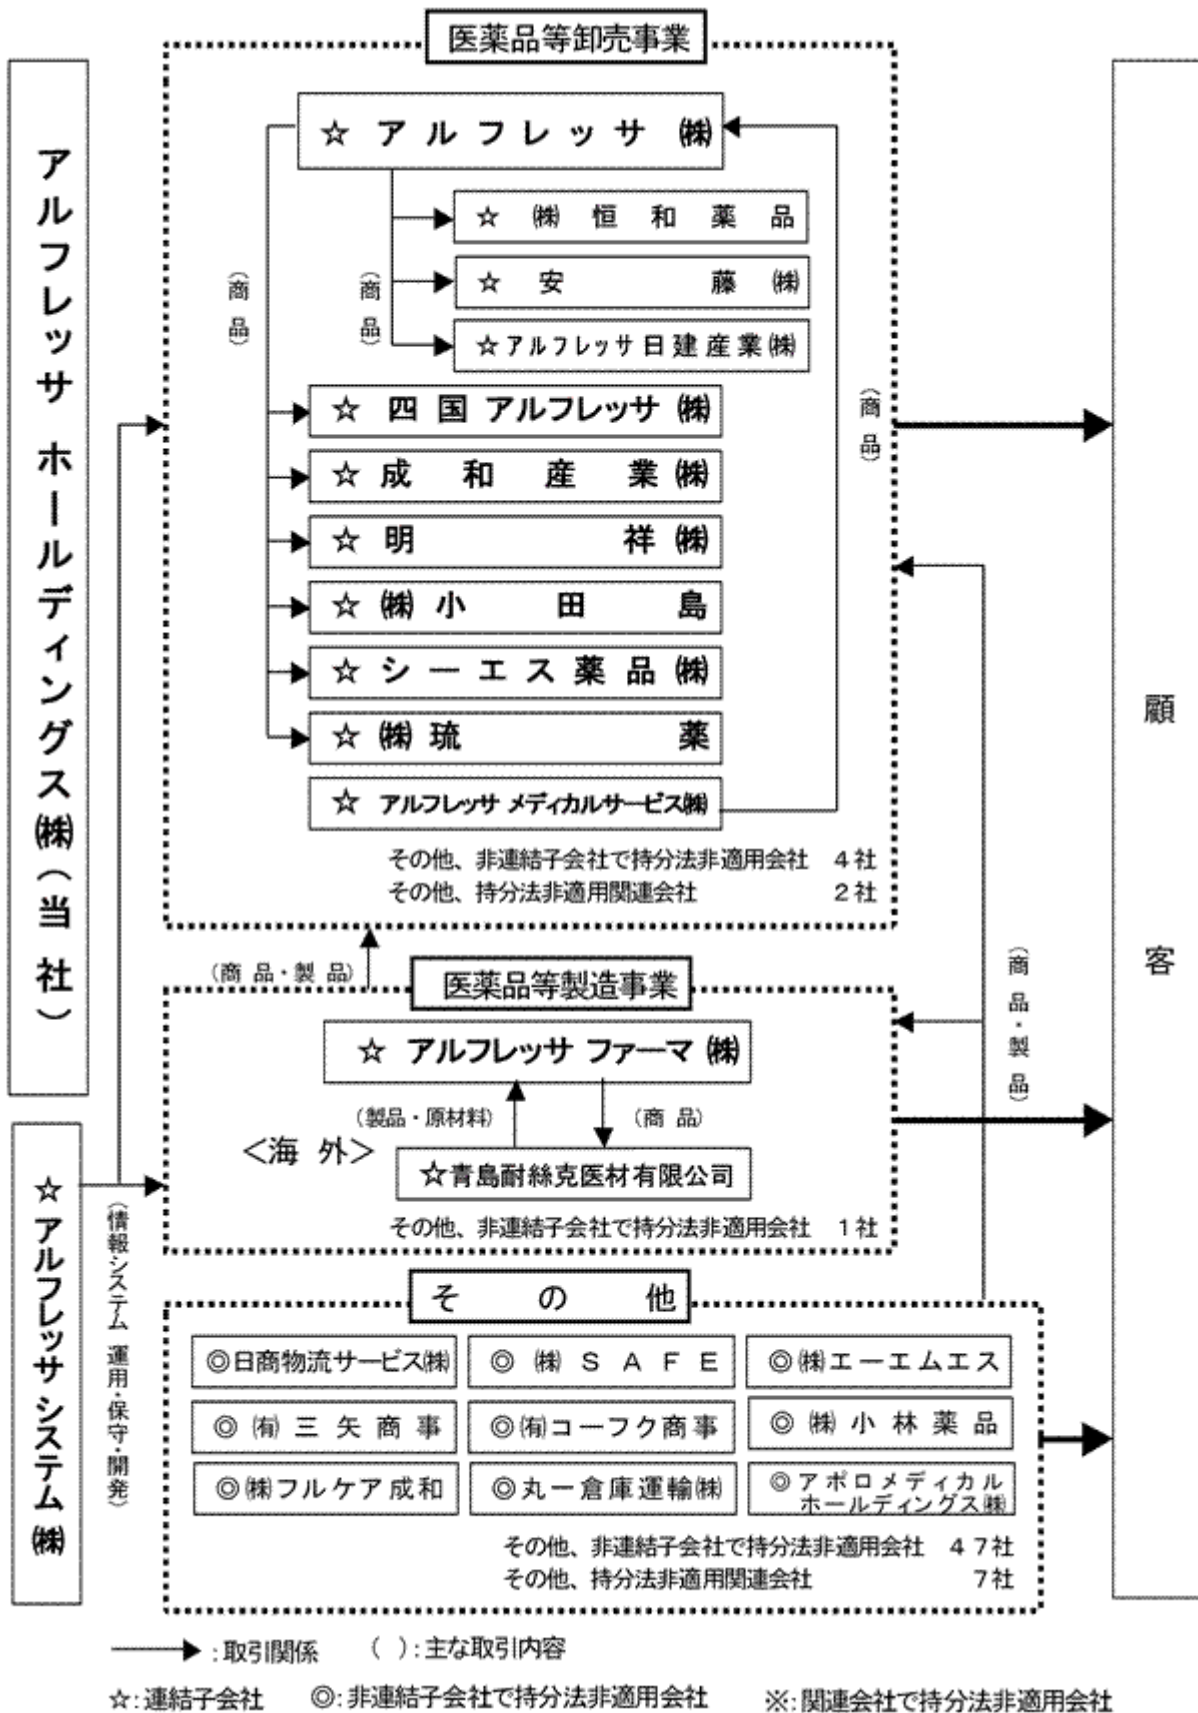 アルフレッサ ホールディングス㈱(当 社)
☆ アルフレッサ システム ㈱
(情報システム 運用・保守・開発)
医薬品等卸売事業
☆ アルフレッサ ㈱
☆ ㈱恒和薬品
☆ 安藤㈱
☆アルフレッサ日建産業㈱
(商品)
(商品)
(商品)
☆ 四国アルフレッサ㈱
☆ 成和産業㈱
☆ 明祥㈱
☆ ㈱小田島
☆ シーエス薬品㈱
☆ ㈱琉薬
☆ アルフレッサ メディカルサービス㈱
その他、非連結子会社で持分法非適用会社 4社
その他、持分法非適用関連会社 2社
(商品・製品)
医薬品等製造事業
☆ アルフレッサ ファーマ㈱
(製品・原材料)
(商品)
<海 外>
☆青島耐絲克医材有限公司
その他、非連結子会社で持分法非適用会社 1社
(商品・製品)
そ の 他
◎日商物流サービス㈱
◎ ㈱SAFE
◎㈱エーエムエス
◎ ㈲三矢商事
◎㈲コーフク商事
◎ ㈱小林薬品
◎㈱フルケア成和
◎丸一倉庫運輸㈱
◎アポロメディカル
ホールディングス㈱
その他、非連結子会社で持分法非適用会社 47社
その他、持分法非適用関連会社 7社
顧客
:取引関係 ( ):主な取引内容
☆:連結子会社 ◎:非連結子会社で持分法非適用会社 ※:関連会社で持分法非適用会社